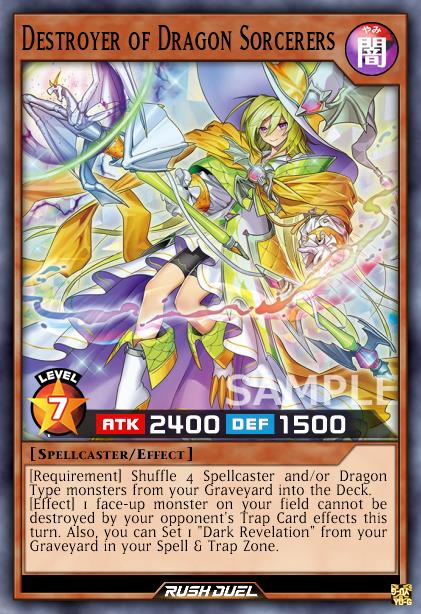 DESTROYER OF DRAGON SORCERERS
やみ
闇
SAMPLE
LEVEL
7
ATK 2400 DEF 1500
[SPELLCASTER/EFFECT]
[Requirement] Shuffle 4 Spellcaster and/or Dragon
Type monsters from your Graveyard into the Deck.
[Effect] 1 face-up monster on your field cannot be
destroyed by your opponent's Trap Card effects this
turn. Also, you can Set 1 "Dark Revelation" from your
Graveyard in your Spell & Trap Zone.
RUSH DUEL